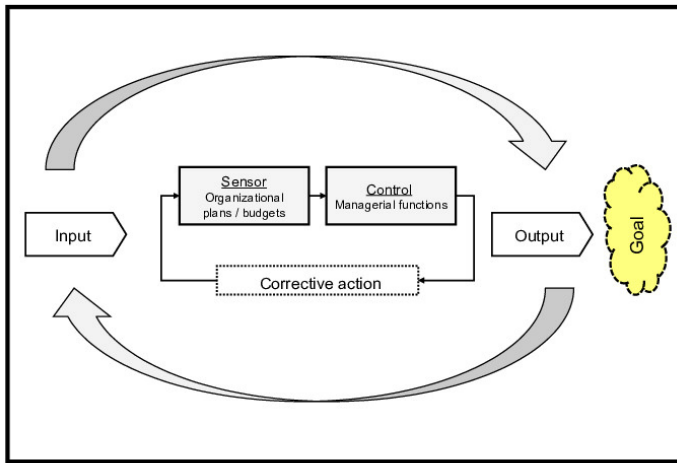 Sensor
Organizational
plans / budgets
Control
Managerial functions
Input
Output
Goal
Corrective action